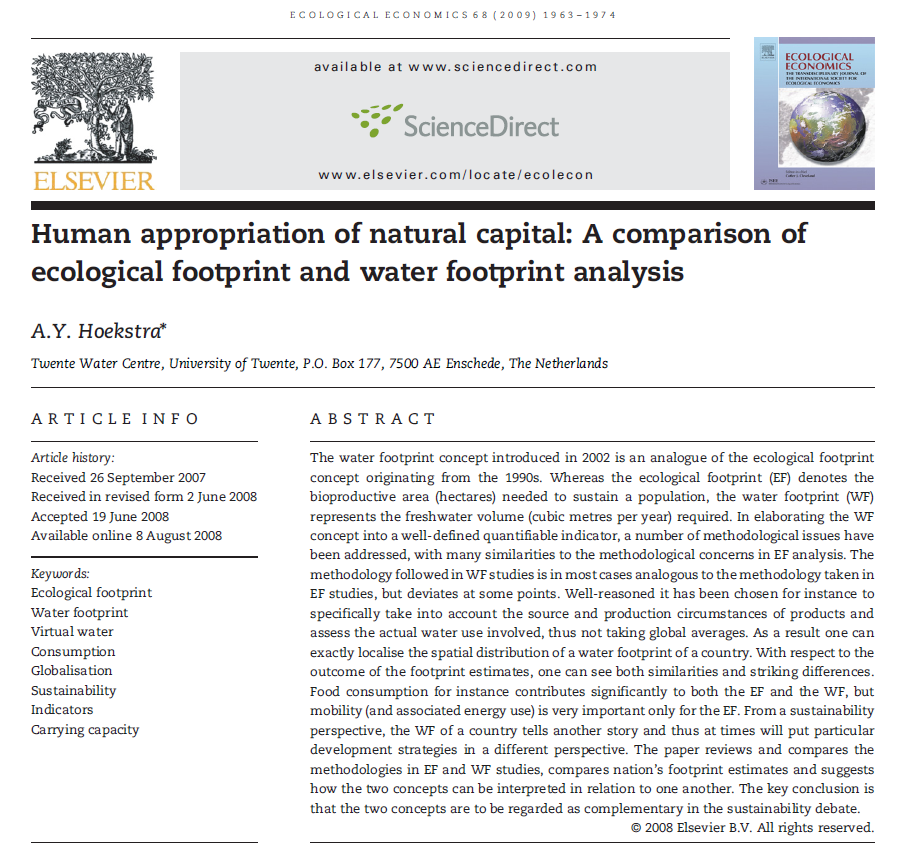 ECOLOGICAL ECONOMICS 68 (2009) 1963–1974
available at www.sciencedirect.com
ScienceDirect
www.elsevier.com/locate/ecolecon
ELSEVIER
ECOLOGICAL
ECONOMICS
THE TRANSDISCIPLINARY JOURNAL OF
THE INTERNATIONAL SOCIETY FOR
ECOLOGICAL ECONOMICS
Human appropriation of natural capital: A comparison of
ecological footprint and water footprint analysis
A.Y. Hoekstra*
Twente Water Centre, University of Twente, P.O. Box 177, 7500 AE Enschede, The Netherlands
ARTICLE INFO
Article history:
Received 26 September 2007
Received in revised form 2 June 2008
Accepted 19 June 2008
Available online 8 August 2008
Keywords:
Ecological footprint
Water footprint
Virtual water
Consumption
Globalisation
Sustainability
Indicators
Carrying capacity
ABSTRACT
The water footprint concept introduced in 2002 is an analogue of the ecological footprint
concept originating from the 1990s. Whereas the ecological footprint (EF) denotes the
bioproductive area (hectares) needed to sustain a population, the water footprint (WF)
represents the freshwater volume (cubic metres per year) required. In elaborating the WF
concept into a well-defined quantifiable indicator, a number of methodological issues have
been addressed, with many similarities to the methodological concerns in EF analysis. The
methodology followed in WF studies is in most cases analogous to the methodology taken in
EF studies, but deviates at some points. Well-reasoned it has been chosen for instance to
specifically take into account the source and production circumstances of products and
assess the actual water use involved, thus not taking global averages. As a result one can
exactly localise the spatial distribution of a water footprint of a country. With respect to the
outcome of the footprint estimates, one can see both similarities and striking differences.
Food consumption for instance contributes significantly to both the EF and the WF, but
mobility (and associated energy use) is very important only for the EF. From a sustainability
perspective, the WF of a country tells another story and thus at times will put particular
development strategies in a different perspective. The paper reviews and compares the
methodologies in EF and WF studies, compares nation's footprint estimates and suggests
how the two concepts can be interpreted in relation to one another. The key conclusion is
that the two concepts are to be regarded as complementary in the sustainability debate.
© 2008 Elsevier B.V. All rights reserved.